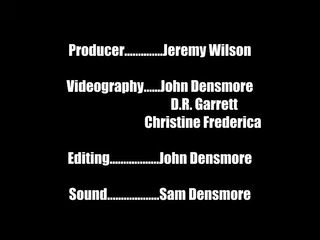 Producer..............Jeremy Wilson
Videography......John Densmore
D.R. Garrett
Christine Frederica
Editing..................John Densmore
Sound...................Sam Densmore